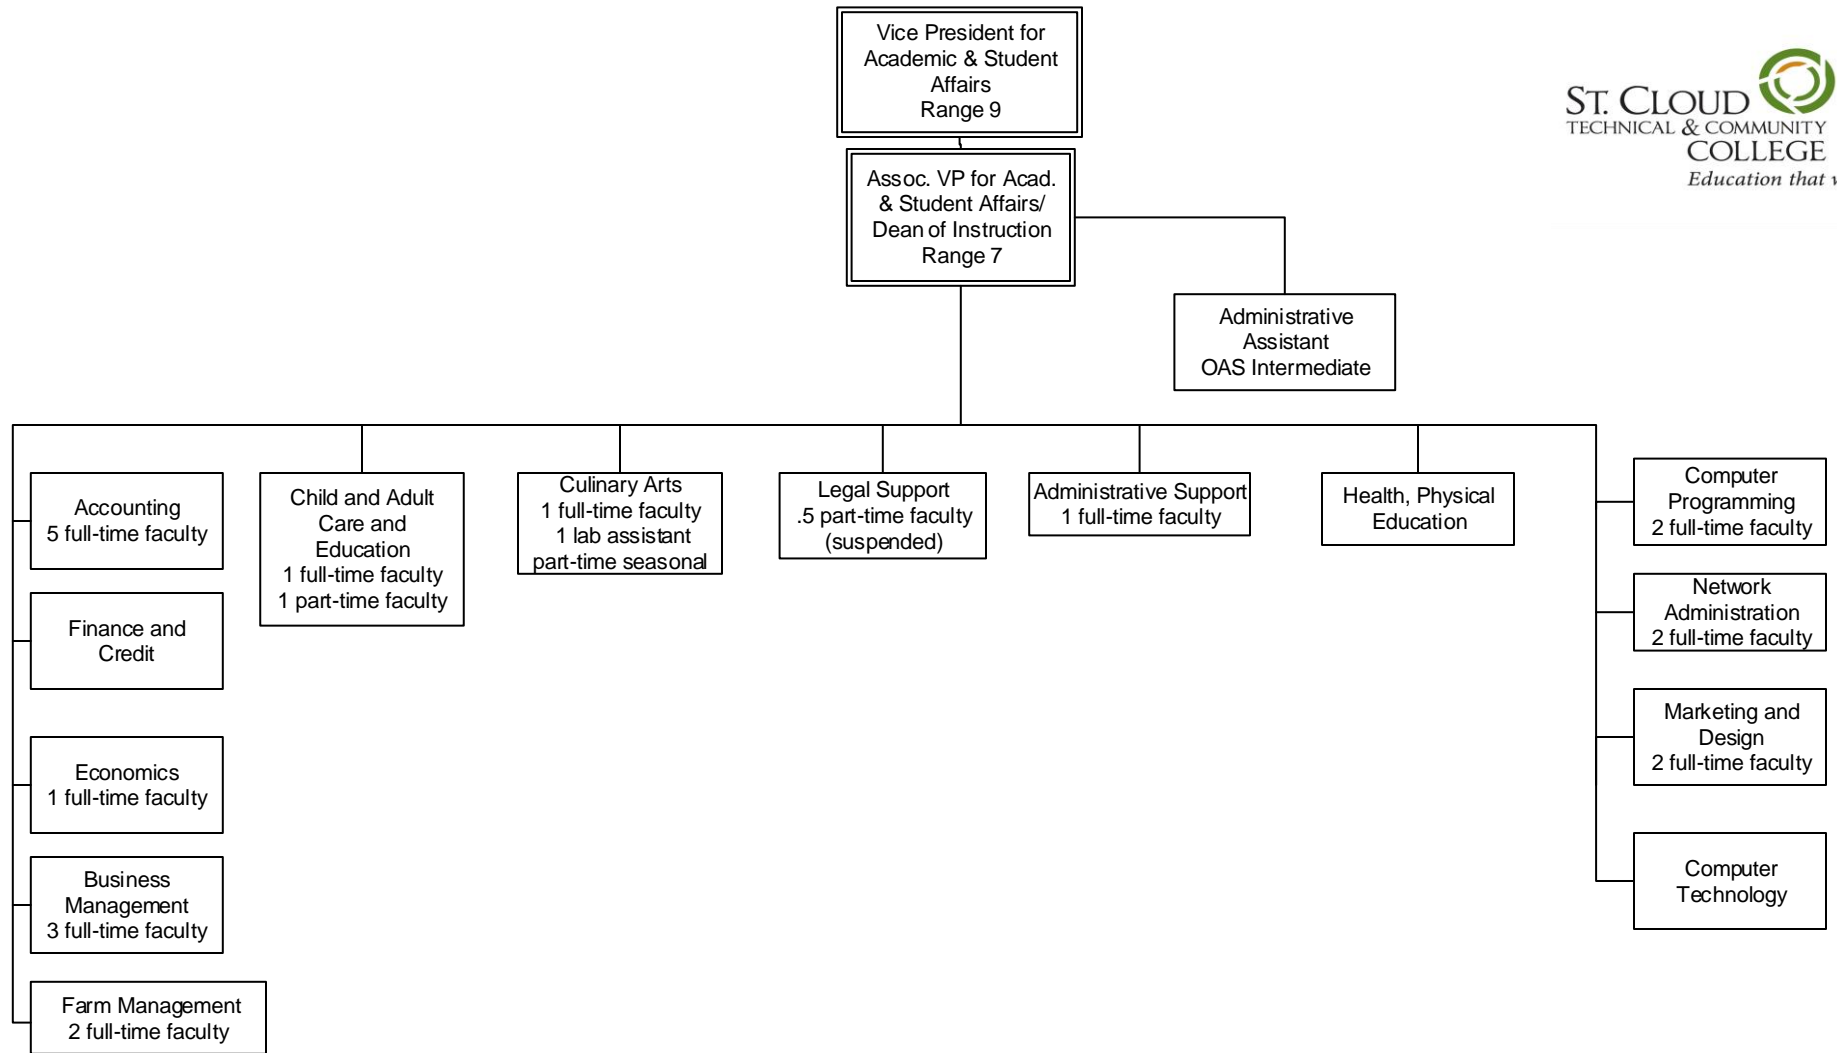 Vice President for
Academic & Student
Affairs
Range 9
ST. CLOUD
TECHNICAL & COMMUNITY
COLLEGE
Education that
Assoc. VP for Acad.
& Student Affairs/
Dean of Instruction
Range 7
Administrative
Assistant
OAS Intermediate
Accounting
5 full-time faculty
Finance and
Credit
Economics
1 full-time faculty
Business
Management
3 full-time faculty
Farm Management
2 full-time faculty
Child and Adult
Care and
Education
1 full-time faculty
1 part-time faculty
Culinary Arts
1 full-time faculty
1 lab assistant
part-time seasonal
Legal Support
.5 part-time faculty
(suspended)
Administrative Support
1 full-time faculty
Health, Physical
Education
Computer
Programming
2 full-time faculty
Network
Administration
2 full-time faculty
Marketing and
Design
2 full-time faculty
Computer
Technology